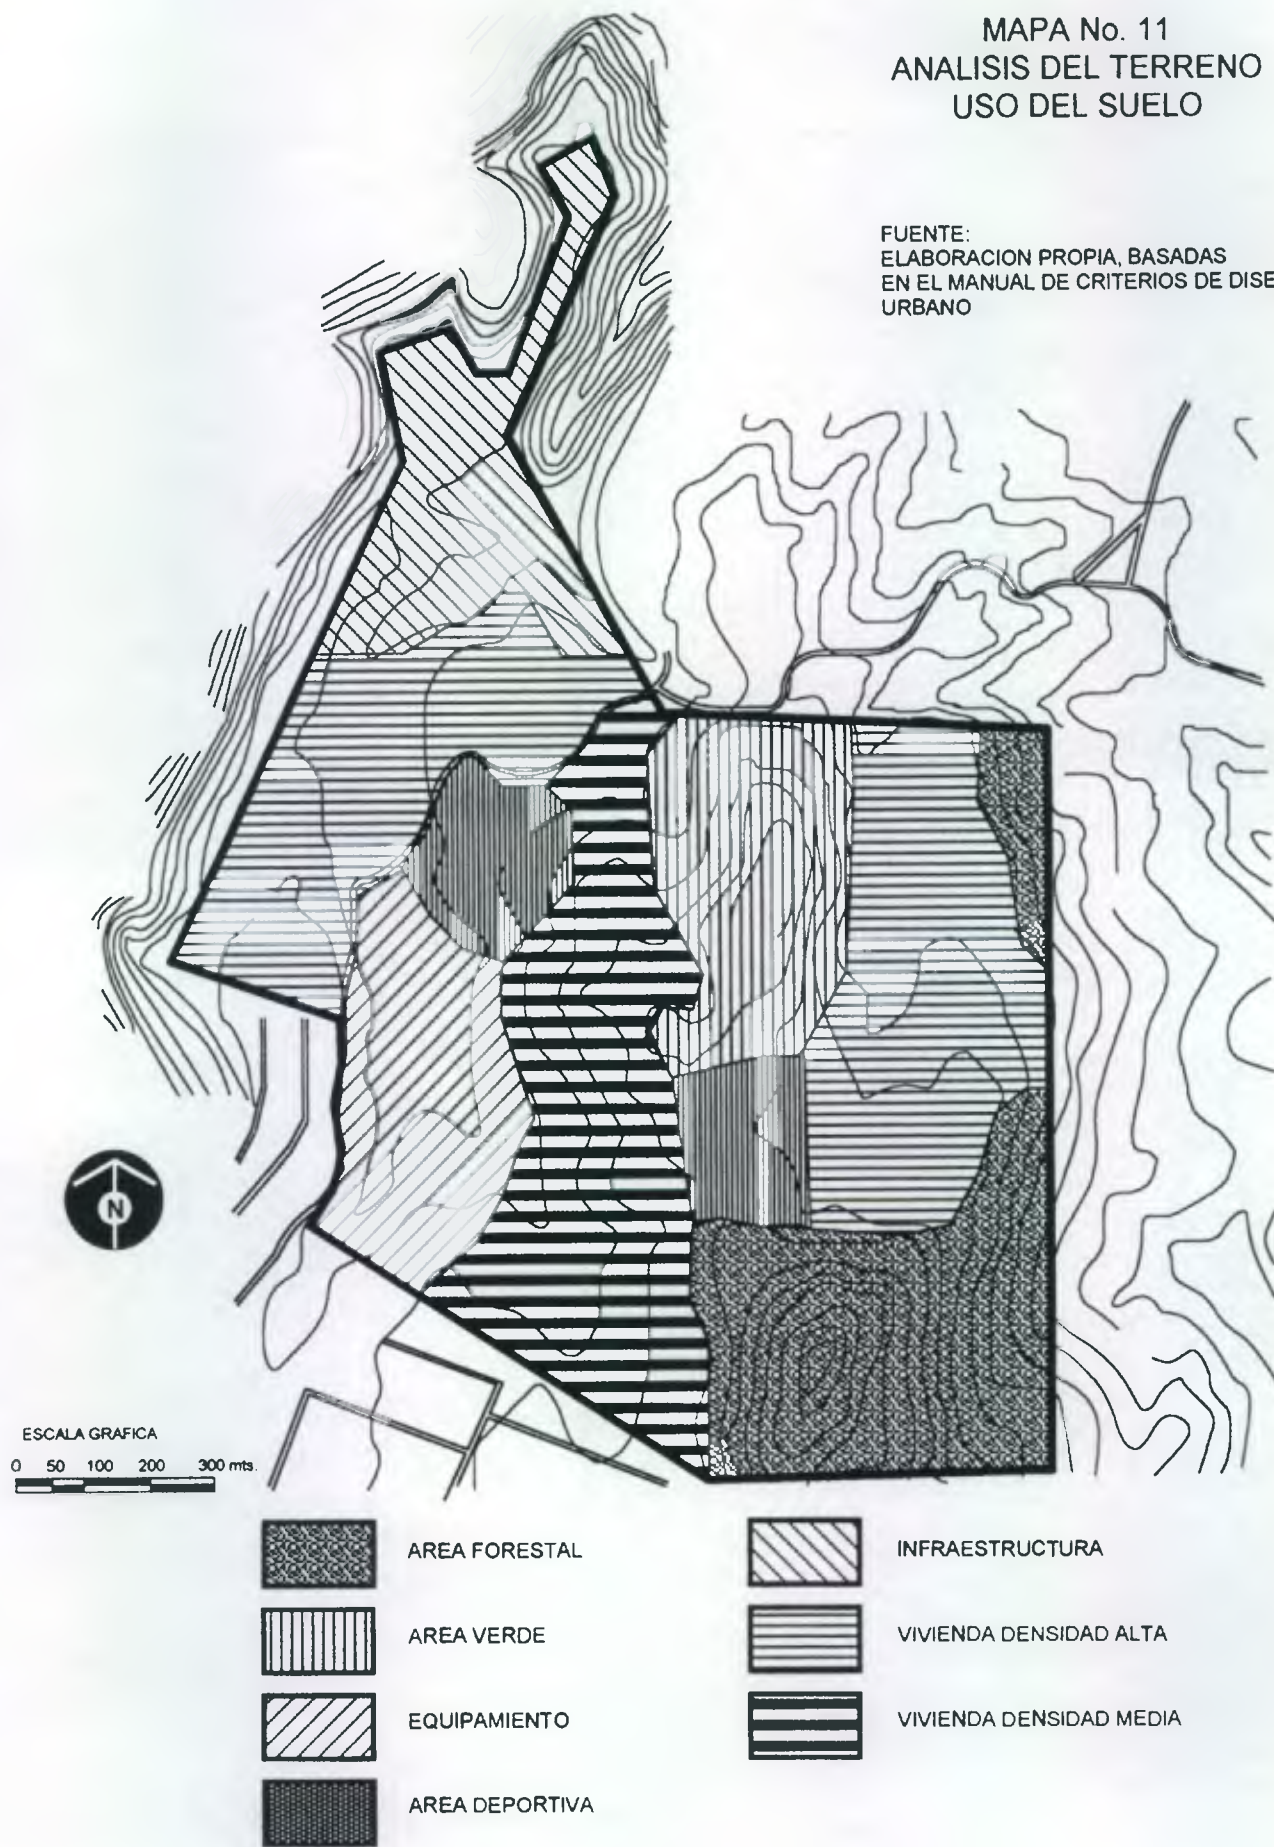 MAPA No. 11
ANALISIS DEL TERRENO
USO DEL SUELO
FUENTE:
ELABORACION PROPIA, BASADAS
EN EL MANUAL DE CRITERIOS DE DISE
URBANO
N
ESCALA GRAFICA
0 50 100 200 300 mts.
AREA FORESTAL
INFRAESTRUCTURA
AREA VERDE
VIVIENDA DENSIDAD ALTA
EQUIPAMIENTO
VIVIENDA DENSIDAD MEDIA
AREA DEPORTIVA